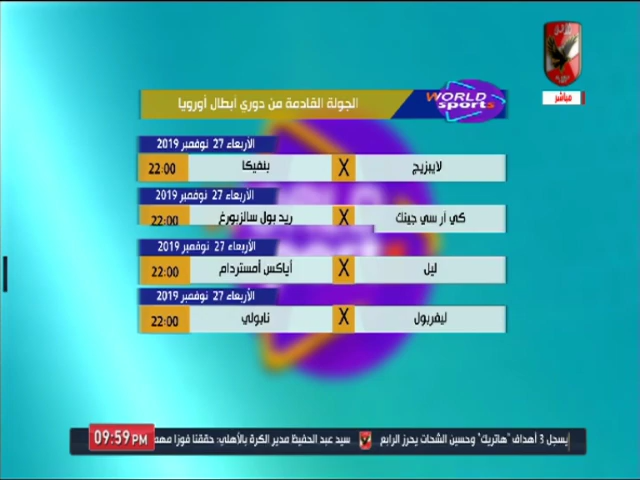 الجولة القادمة من دوري أبطال أوروبا
WORLD
sports
مباشر
الأربعاء 27 نوفمبر 2019
لايبزيج X بنفيكا 22:00
الأربعاء 27 نوفمبر 2019
كي آر سي جينك X ريد بول سالزبورغ 22:00
الأربعاء 27 نوفمبر 2019
ليل X أياكس أمستردام 22:00
الأربعاء 27 نوفمبر 2019
ليفربول X نابولي 22:00
يسجل 3 أهداف "هاتريك" وحسين الشحات يحرز الرابع سيد عبد الحفيظ مدير الكرة بالأهلي: حققنا فوزا مهم
09:59 PM